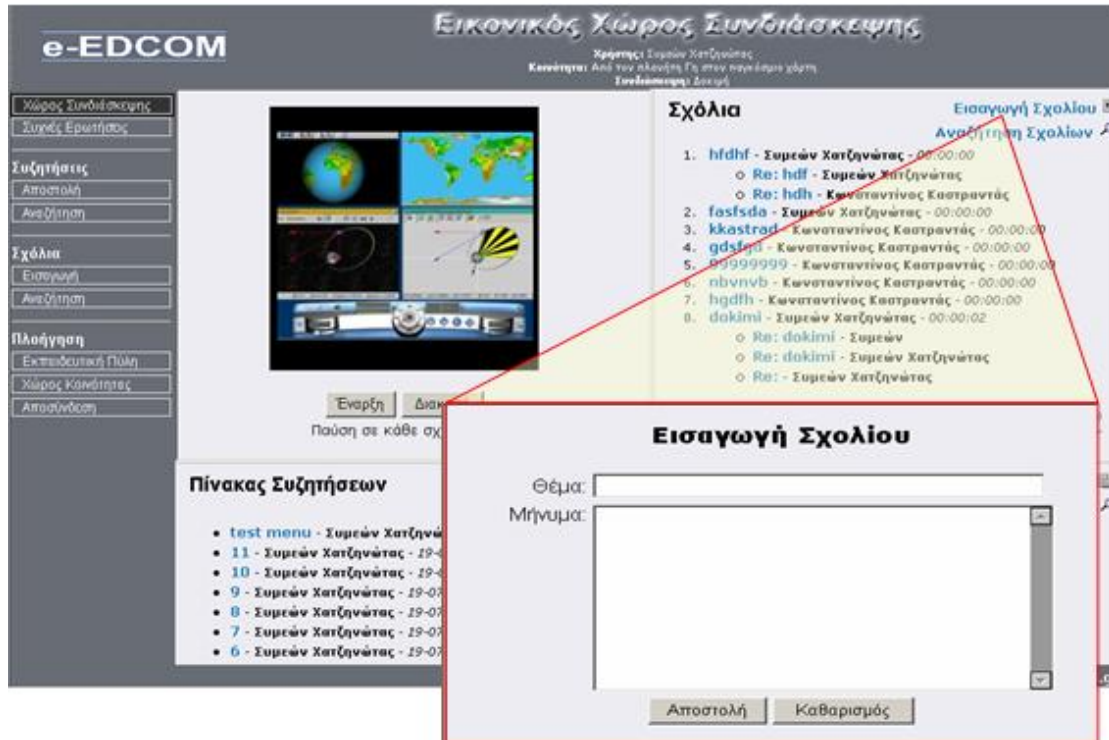 e-EDCOM
Εικονικός Χώρος Συνδιάσκεψης
Χρήστης: Συμεών Χατζηνώτας
Κοινότητα: Από τον πλανήτη Γη στον παγκόσμιο χάρτη
Συνδιάσκεψη: Δοκιμή
Χώρος Συνδιάσκεψης
Συχνές Ερωτήσεις
Συζητήσεις
Αποστολή
Αναζήτηση
Σχόλια
Εισαγωγή
Αναζήτηση
Πλοήγηση
Εκπαιδευτική Πύλη
Χώρος Κοινότητας
Αποσύνδεση
Έναρξη
Διακ
Παύση σε κάθε σχ
Σχόλια
Εισαγωγή Σχολίου
Αναζήτηση Σχολίων
1. hfdhf - Συμεών Χατζηνώτας - 00:00:00
Re: hdf - Συμεών Χατζηνώτας
Re: hdh - Κωνσταντίνος Καστραντάς
2. fasfsda - Συμεών Χατζηνώτας - 00:00:00
3. kkastrad - Κωνσταντίνος Καστραντάς - 00:00:00
4. gdsfgd - Κωνσταντίνος Καστραντάς - 00:00:00
5. 99999999 - Κωνσταντίνος Καστραντάς - 00:00:00
6. nbvnvb - Κωνσταντίνος Καστραντάς - 00:00:00
7. hgdfh - Κωνσταντίνος Καστραντάς - 00:00:00
8. dokimi - Συμεών Χατζηνώτας - 00:00:02
Re: dokimi - Συμεών
Re: dokimi - Συμεών Χατζηνώτας
Re: - Συμεών Χατζηνώτας
Πίνακας Συζητήσεων
test menu - Συμεών Χατζηνώ
11 - Συμεών Χατζηνώτας - 19-
10 - Συμεών Χατζηνώτας - 19-
9 - Συμεών Χατζηνώτας - 19-07
8 - Συμεών Χατζηνώτας - 19-07
7 - Συμεών Χατζηνώτας - 19-07
6 - Συμεών Χατζηνώτας - 19-07
Εισαγωγή Σχολίου
Θέμα:
Μήνυμα:
Αποστολή
Καθαρισμός